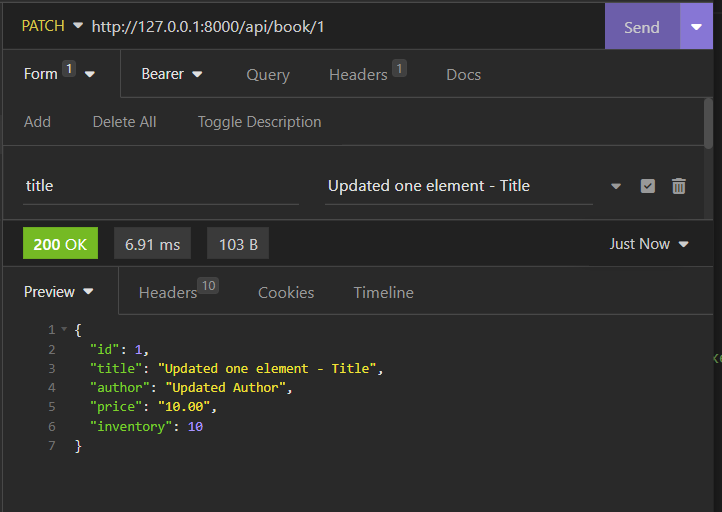 PATCH http://127.0.0.1:8000/api/book/1 Send
Form 1 Bearer Query Headers 1 Docs
Add Delete All Toggle Description
title Updated one element - Title
200 OK 6.91 ms 103 B Just Now
Preview Headers 10 Cookies Timeline
1 {
2 "id": 1,
3 "title": "Updated one element - Title",
4 "author": "Updated Author",
5 "price": "10.00",
6 "inventory": 10
7 }